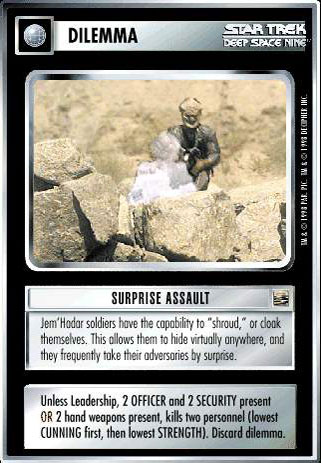 DILEMMA
STAR TREK
DEEP SPACE NINE
TM & © 1998 PAR. PIC. TM & © 1998 DECIPHER INC.
SURPRISE ASSAULT
Jem'Hadar soldiers have the capability to "shroud," or cloak
themselves. This allows them to hide virtually anywhere, and
they frequently take their adversaries by surprise.
Unless Leadership, 2 OFFICER and 2 SECURITY present
OR 2 hand weapons present, kills two personnel (lowest
CUNNING first, then lowest STRENGTH). Discard dilemma.